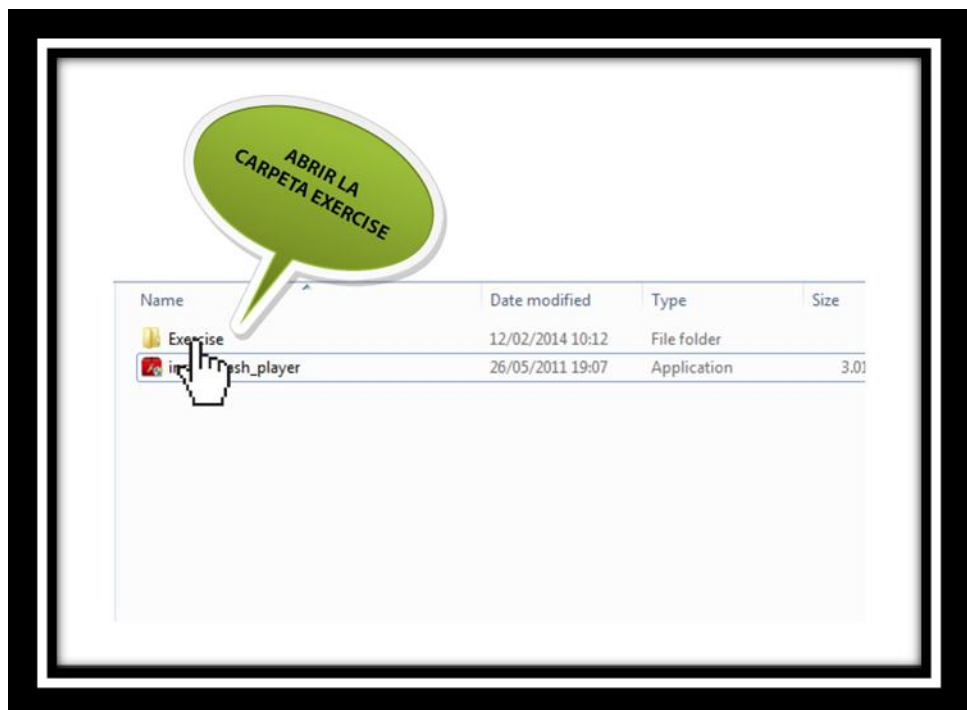 ABRIR LA
CARPETA EXERCISE
Name Date modified Type Size
Exercise 12/02/2014 10:12 File folder
26/05/2011 19:07 Application